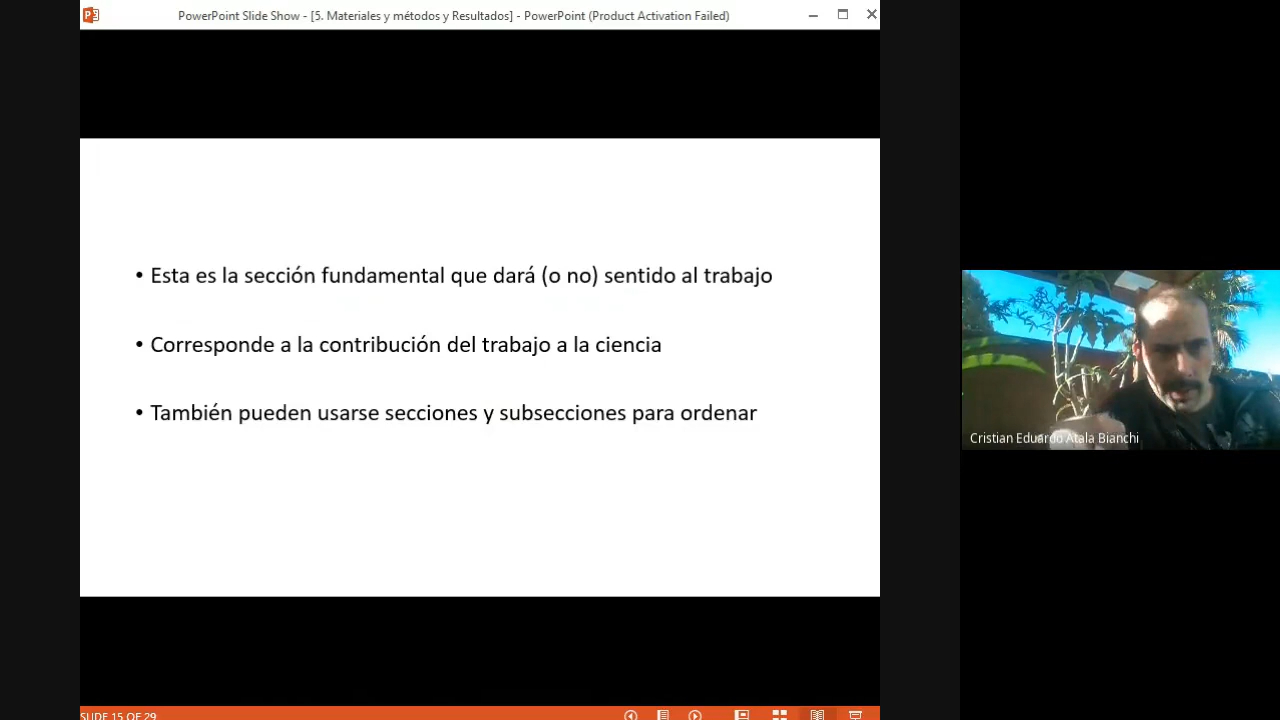 PowerPoint Slide Show - [5. Materiales y métodos y Resultados] - PowerPoint (Product Activation Failed)
• Esta es la sección fundamental que dará (o no) sentido al trabajo
• Corresponde a la contribución del trabajo a la ciencia
• También pueden usarse secciones y subsecciones para ordenar
Cristian Eduardo Atala Bianchi
SLIDE 15 OF 29